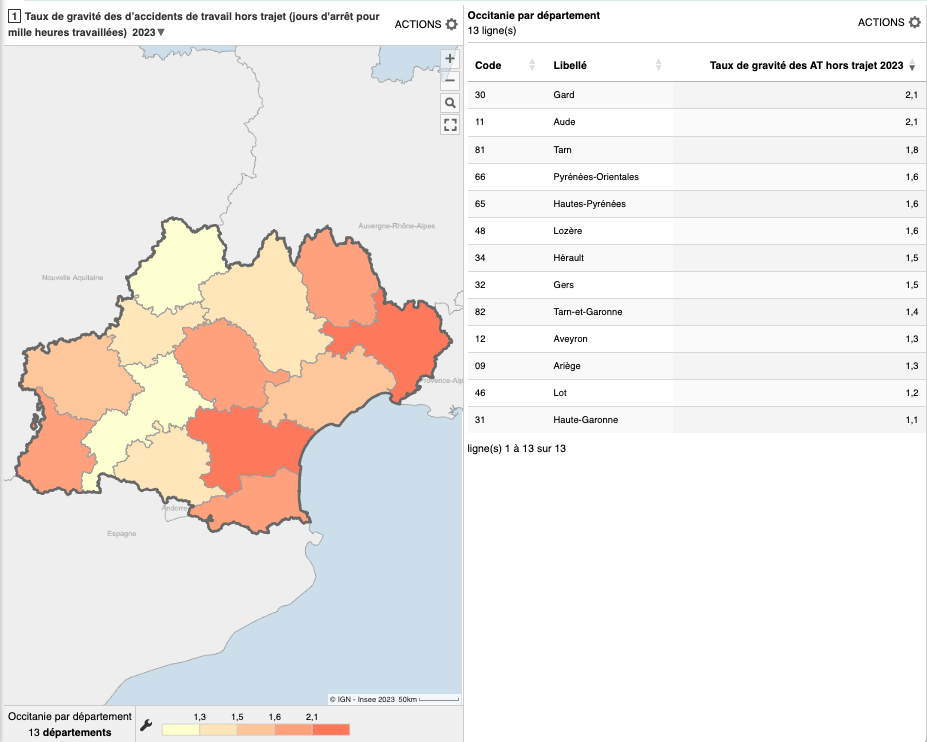 1 Taux de gravité des d'accidents de travail hors trajet (jours d'arrêt pour
mille heures travaillées) 2023▼
ACTIONS
+
−
Auvergne-Rhône-Alpes
Nouvelle Aquitaine
Provence-Alp
Andorre
Espagne
© IGN - Insee 2023 50km
Occitanie par département
13 départements
1,3 1,5 1,6 2,1
Occitanie par département
13 ligne(s)
ACTIONS
Code Libellé Taux de gravité des AT hors trajet 2023
30 Gard 2,1
11 Aude 2,1
81 Tarn 1,8
66 Pyrénées-Orientales 1,6
65 Hautes-Pyrénées 1,6
48 Lozère 1,6
34 Hérault 1,5
32 Gers 1,5
82 Tarn-et-Garonne 1,4
12 Aveyron 1,3
09 Ariège 1,3
46 Lot 1,2
31 Haute-Garonne 1,1
ligne(s) 1 à 13 sur 13